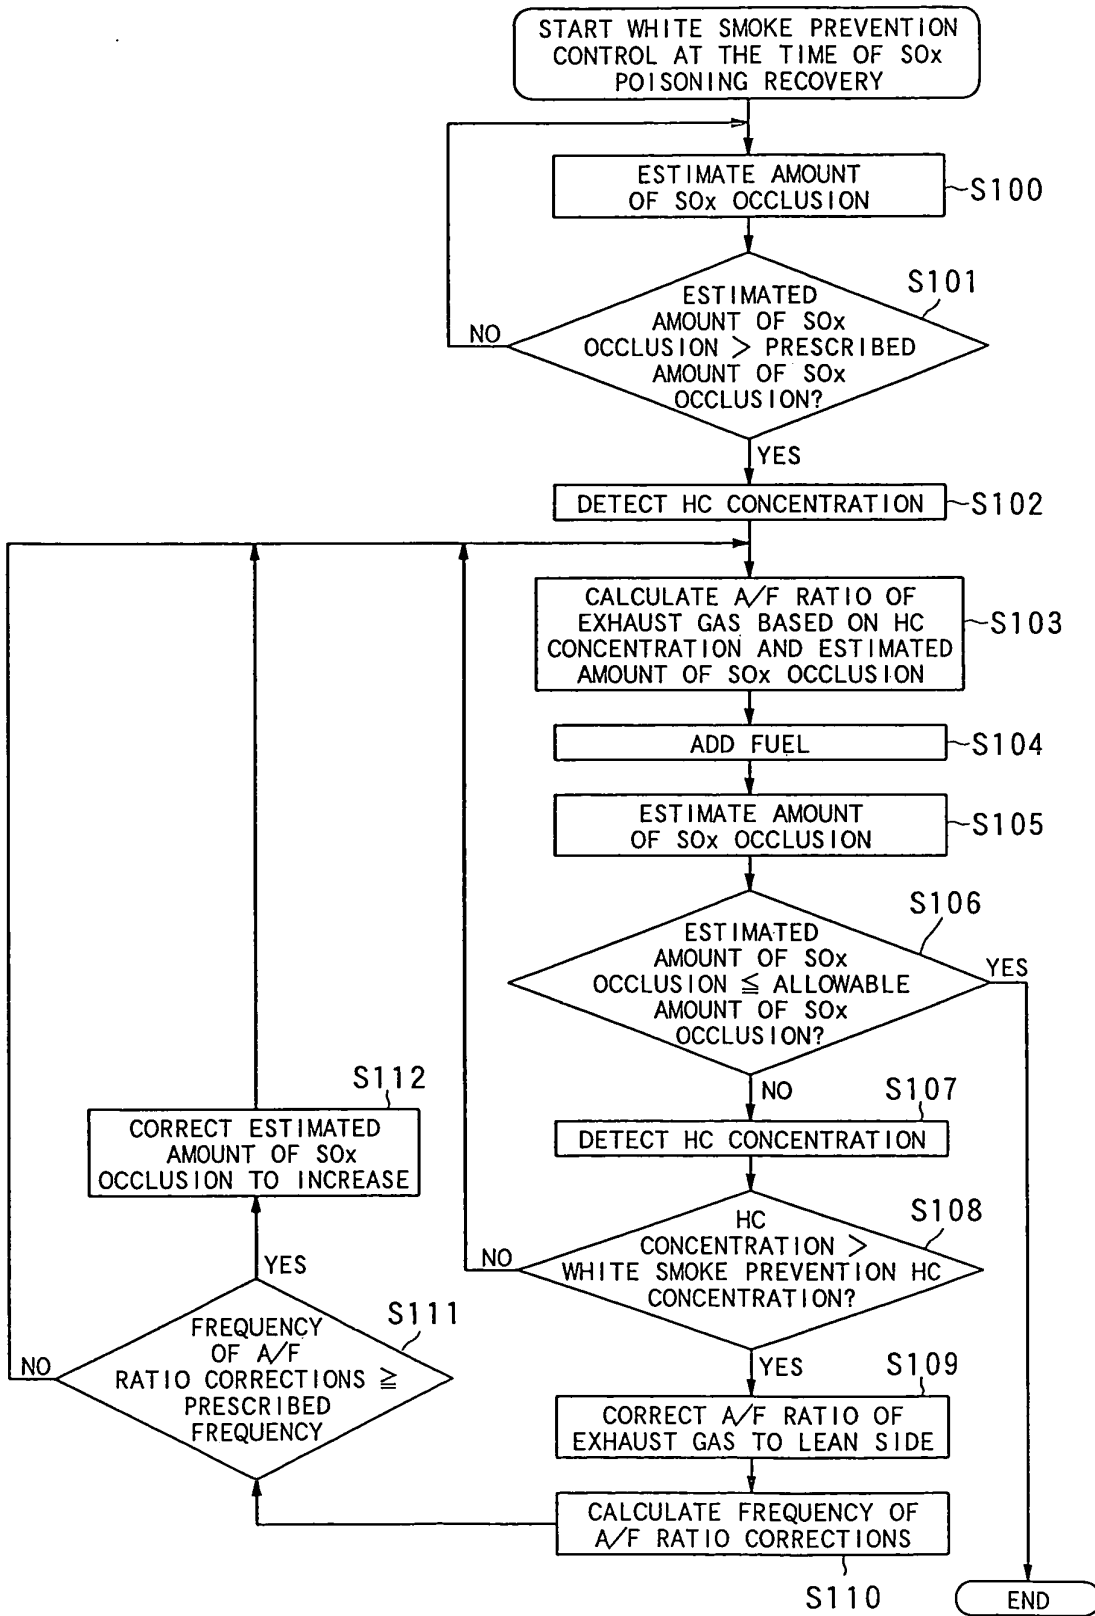 START WHITE SMOKE PREVENTION
CONTROL AT THE TIME OF SOx
POISONING RECOVERY
ESTIMATE AMOUNT
OF SOx OCCLUSION
S100
S101
ESTIMATED
AMOUNT OF SOx
OCCLUSION > PRESCRIBED
AMOUNT OF SOx
OCCLUSION?
NO
YES
DETECT HC CONCENTRATION
S102
CALCULATE A/F RATIO OF
EXHAUST GAS BASED ON HC
CONCENTRATION AND ESTIMATED
AMOUNT OF SOx OCCLUSION
S103
ADD FUEL
S104
ESTIMATE AMOUNT
OF SOx OCCLUSION
S105
S106
ESTIMATED
AMOUNT OF SOx
OCCLUSION ≦ ALLOWABLE
AMOUNT OF SOx
OCCLUSION?
YES
NO
S107
DETECT HC CONCENTRATION
S108
HC
CONCENTRATION >
WHITE SMOKE PREVENTION HC
CONCENTRATION?
NO
YES
S109
CORRECT A/F RATIO OF
EXHAUST GAS TO LEAN SIDE
CALCULATE FREQUENCY OF
A/F RATIO CORRECTIONS
S110
S111
FREQUENCY
OF A/F
RATIO CORRECTIONS ≧
PRESCRIBED
FREQUENCY
NO
YES
S112
CORRECT ESTIMATED
AMOUNT OF SOx
OCCLUSION TO INCREASE
END